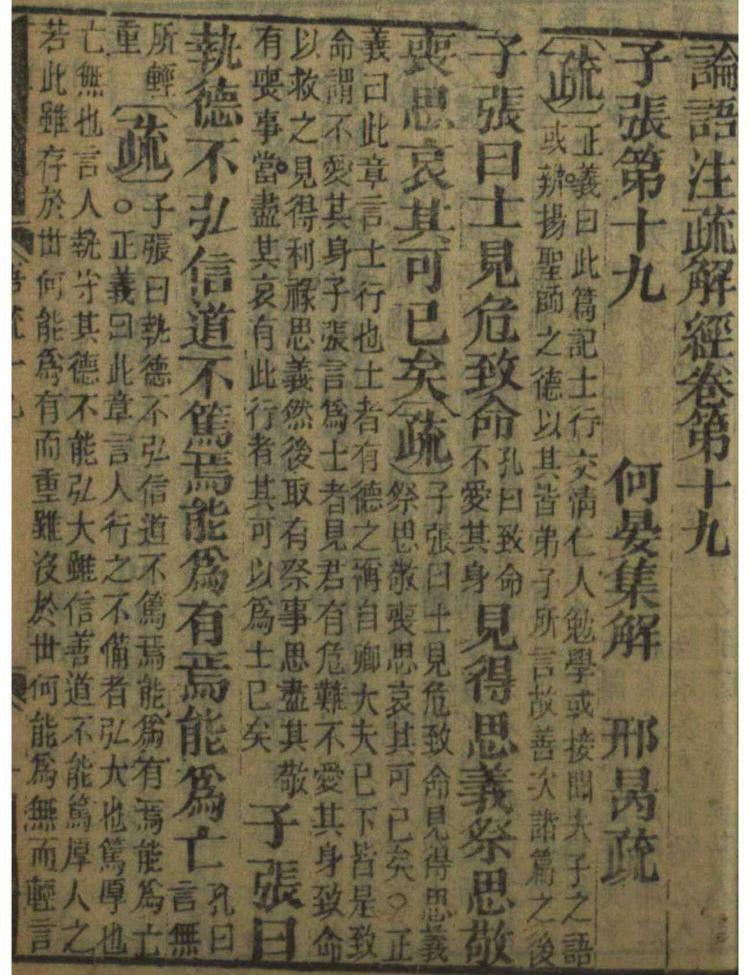 論語注疏解經卷第十九
子張第十九 何晏集解 邢昺疏
疏 正義曰此篇記士行交情仁人勉學或接聞夫子之語
或辨揚聖師之德以其皆弟子所言故善次諸篇之後
子張曰士見危致命 孔曰致命不愛其身 見得思義祭思敬
喪思哀其可已矣 疏 子張曰士見危致命見得思義
祭思敬喪思哀其可已矣○正
義曰此章言士行也士者有德之稱自卿大夫已下皆是致
命謂不愛其身子張言爲士者見君有危難不愛其身致命
以救之見得利祿思義然後取有祭事思盡其敬
有喪事當盡其哀有此行者其可以爲士已矣 子張曰
執德不弘信道不篤焉能爲有焉能爲亡 孔曰言無
所輕重 疏 子張曰執德不弘信道不篤焉能爲有焉能爲亡
○正義曰此章言人行之不備者弘大也篤厚也
亡無也言人執守其德不能弘大雖信善道不能篤厚人之
若此雖存於世何能爲有而重雖沒於世何能爲無而輕言